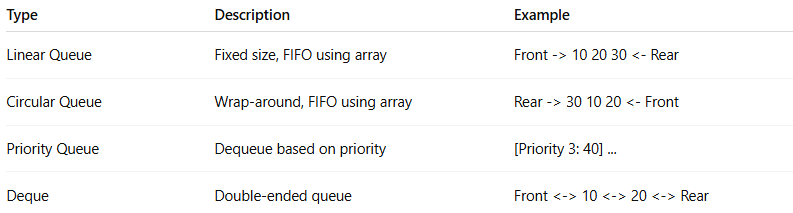 Type Description Example
Linear Queue Fixed size, FIFO using array Front -> 10 20 30 <- Rear
Circular Queue Wrap-around, FIFO using array Rear -> 30 10 20 <- Front
Priority Queue Dequeue based on priority [Priority 3: 40] ...
Deque Double-ended queue Front <-> 10 <-> 20 <-> Rear